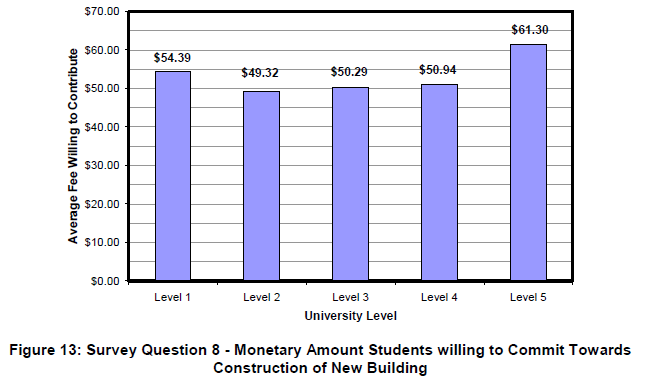 $70.00
$60.00
$50.00
$40.00
$30.00
$20.00
$10.00
$0.00
Average Fee Willing to Contribute
$54.39
$49.32
$50.29
$50.94
$61.30
Level 1
Level 2
Level 3
Level 4
Level 5
University Level
Figure 13: Survey Question 8 - Monetary Amount Students willing to Commit Towards
Construction of New Building